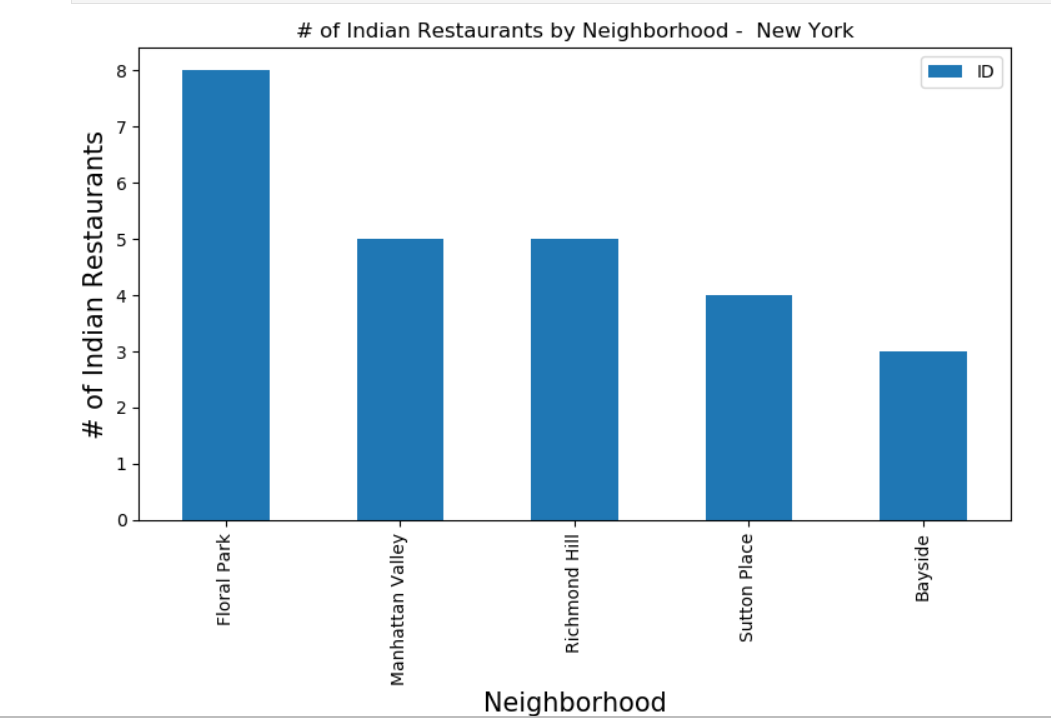 # of Indian Restaurants by Neighborhood -  New York
ID
# of Indian Restaurants
8
7
6
5
4
3
2
1
0
Floral Park
Manhattan Valley
Richmond Hill
Sutton Place
Bayside
Neighborhood